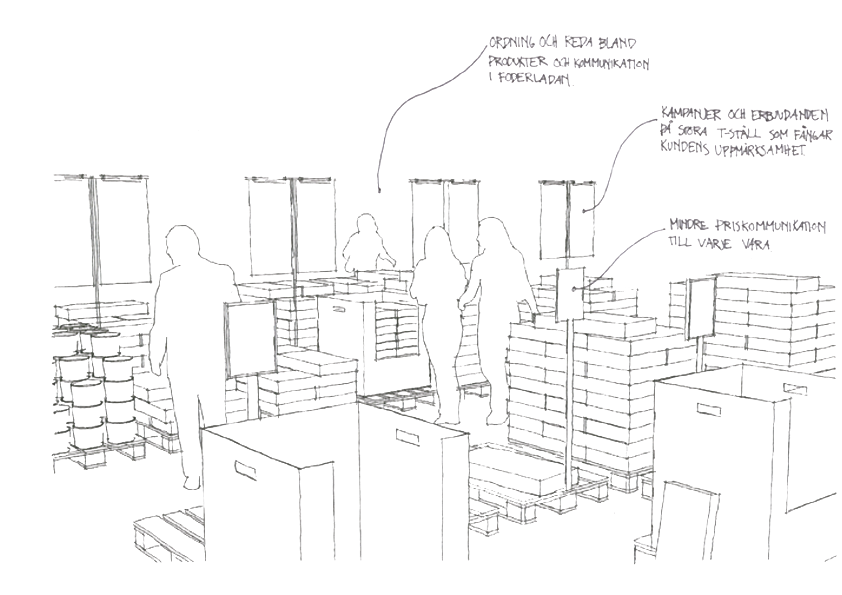 ORDNING OCH REDA BLAND
PRODUKTER OCH KOMMUNIKATION
I FODERLADAN.
KAMPANJER OCH ERBJUDANDEN
PÅ STORA T-STÄLL SOM FÅNGAR
KUNDENS UPPMÄRKSAMHET.
MINDRE PRISKOMMUNIKATION
TILL VARJE VARA